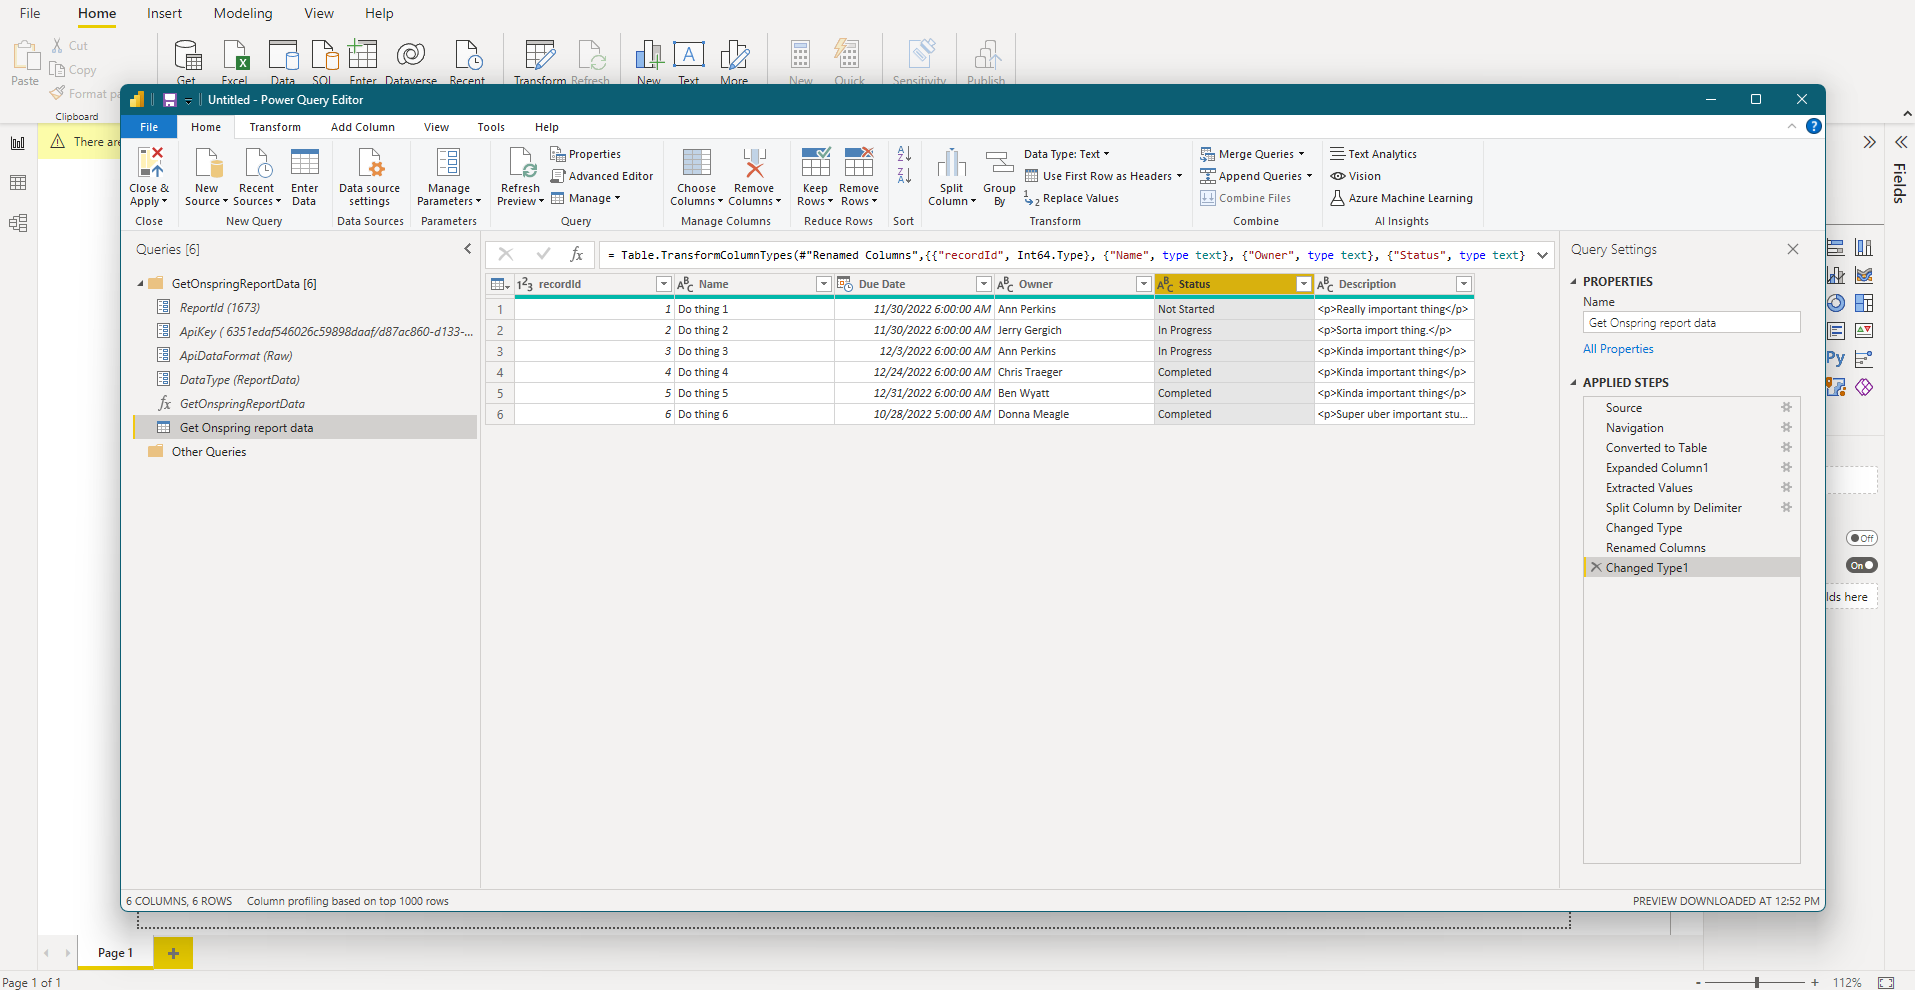 File Home Insert Modeling View Help
Paste Cut Copy Format pa
Clipboard
Get Excel Data SQL Enter Dataverse Recent Transform Refresh New Text More New Quick Sensitivity Publish
There are
Untitled - Power Query Editor
File Home Transform Add Column View Tools Help
Close & Apply
Close
New Source
Recent Sources
Enter Data
New Query
Data source settings
Data Sources
Manage Parameters
Parameters
Refresh Preview
Properties
Advanced Editor
Manage
Query
Choose Columns
Remove Columns
Manage Columns
Keep Rows
Remove Rows
Reduce Rows
Sort
Split Column
Group By
Data Type: Text
Use First Row as Headers
Replace Values
Transform
Merge Queries
Append Queries
Combine Files
Combine
Text Analytics
Vision
Azure Machine Learning
AI Insights
Fields
Queries [6]
GetOnspringReportData [6]
ReportId (1673)
ApiKey ( 6351edaf546026c59898daaf/d87ac860-d133-...
ApiDataFormat (Raw)
DataType (ReportData)
fx GetOnspringReportData
Get Onspring report data
Other Queries
fx = Table.TransformColumnTypes(#"Renamed Columns",{{"recordId", Int64.Type}, {"Name", type text}, {"Owner", type text}, {"Status", type text}
123 recordId ABC Name Due Date ABC Owner ABC Status ABC Description
1 1 Do thing 1 11/30/2022 6:00:00 AM Ann Perkins Not Started <p>Really important thing</p>
2 2 Do thing 2 11/30/2022 6:00:00 AM Jerry Gergich In Progress <p>Sorta import thing.</p>
3 3 Do thing 3 12/3/2022 6:00:00 AM Ann Perkins In Progress <p>Kinda important thing</p>
4 4 Do thing 4 12/24/2022 6:00:00 AM Chris Traeger Completed <p>Kinda important thing</p>
5 5 Do thing 5 12/31/2022 6:00:00 AM Ben Wyatt Completed <p>Kinda important thing</p>
6 6 Do thing 6 10/28/2022 5:00:00 AM Donna Meagle Completed <p>Super uber important stu...
Query Settings
PROPERTIES
Name
Get Onspring report data
All Properties
APPLIED STEPS
Source
Navigation
Converted to Table
Expanded Column1
Extracted Values
Split Column by Delimiter
Changed Type
Renamed Columns
Changed Type1
Py
Off
On
lds here
6 COLUMNS, 6 ROWS Column profiling based on top 1000 rows
PREVIEW DOWNLOADED AT 12:52 PM
Page 1 +
Page 1 of 1
- + 112%